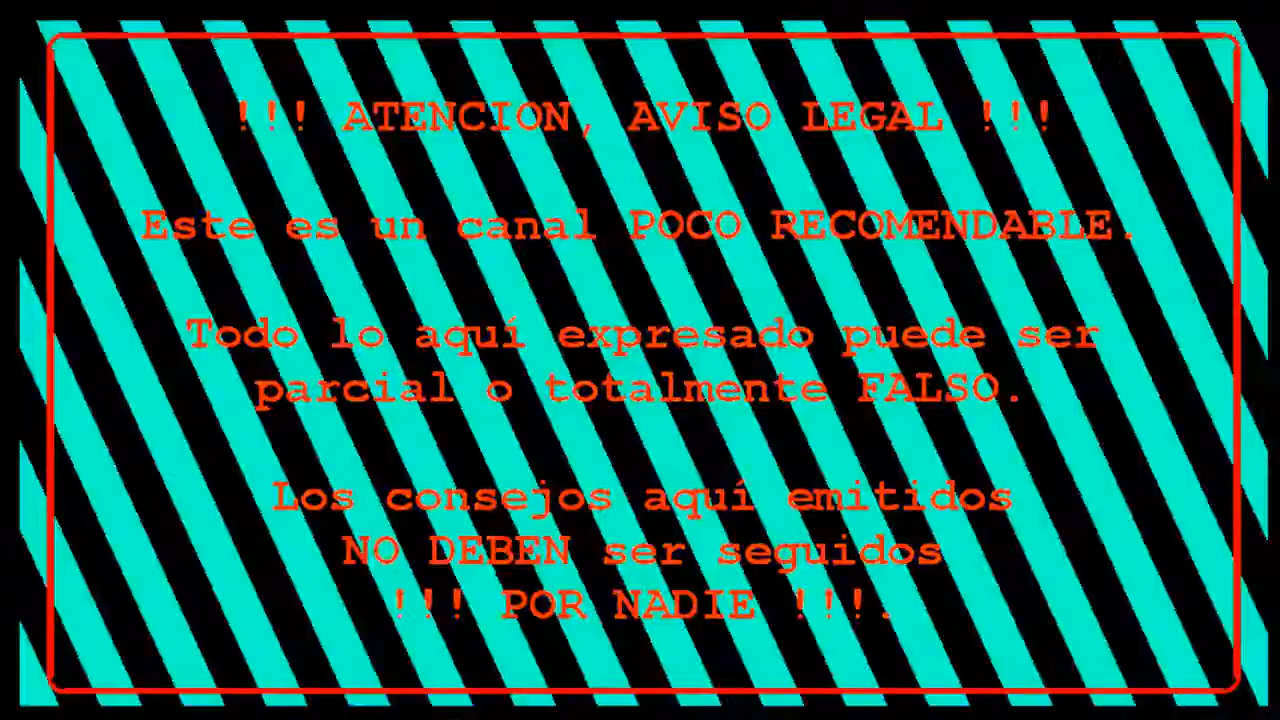 !!! ATENCION, AVISO LEGAL !!!
Este es un canal POCO RECOMENDABLE.
Todo lo aquí expresado puede ser
parcial o totalmente FALSO.
Los consejos aquí emitidos
NO DEBEN ser seguidos
!!! POR NADIE !!!.